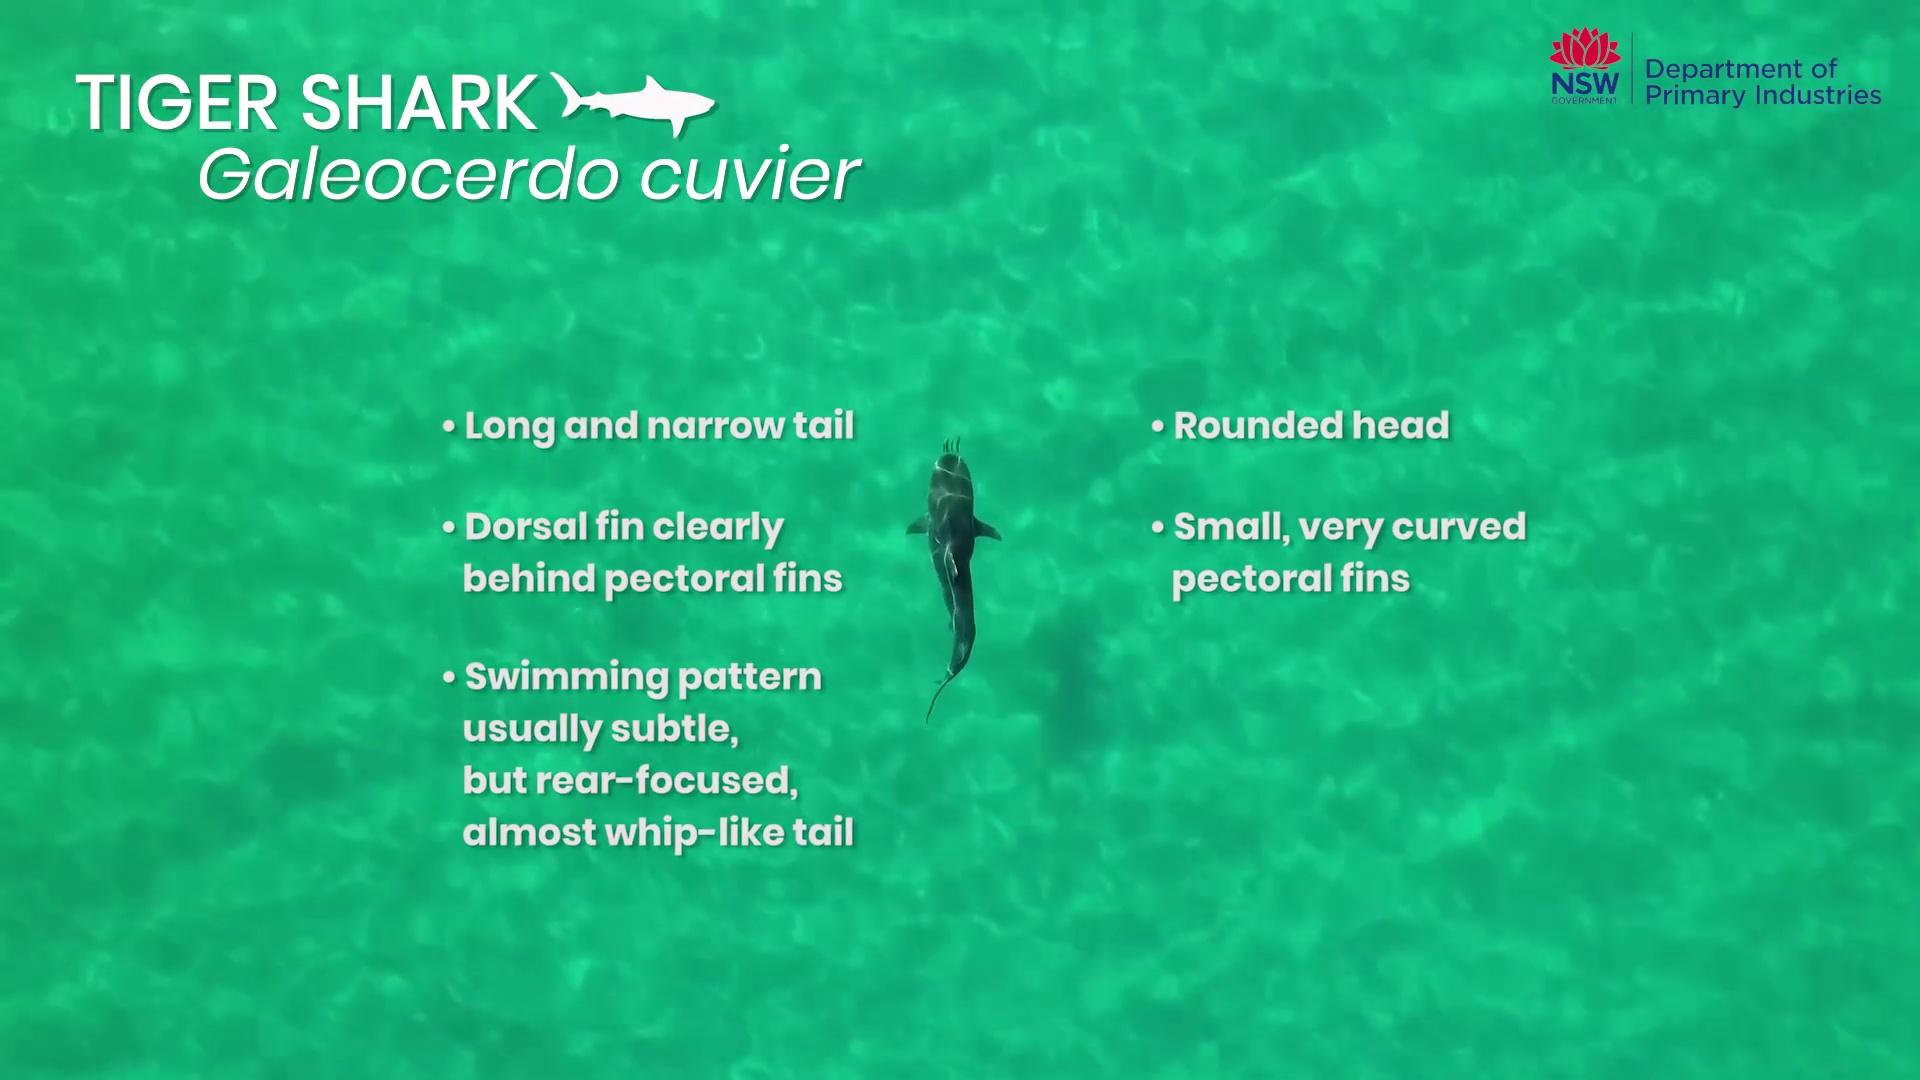 TIGER SHARK
Galeocerdo cuvier
NSW
GOVERNMENT
Department of
Primary Industries
• Long and narrow tail
• Dorsal fin clearly
behind pectoral fins
• Swimming pattern
usually subtle,
but rear-focused,
almost whip-like tail
• Rounded head
• Small, very curved
pectoral fins